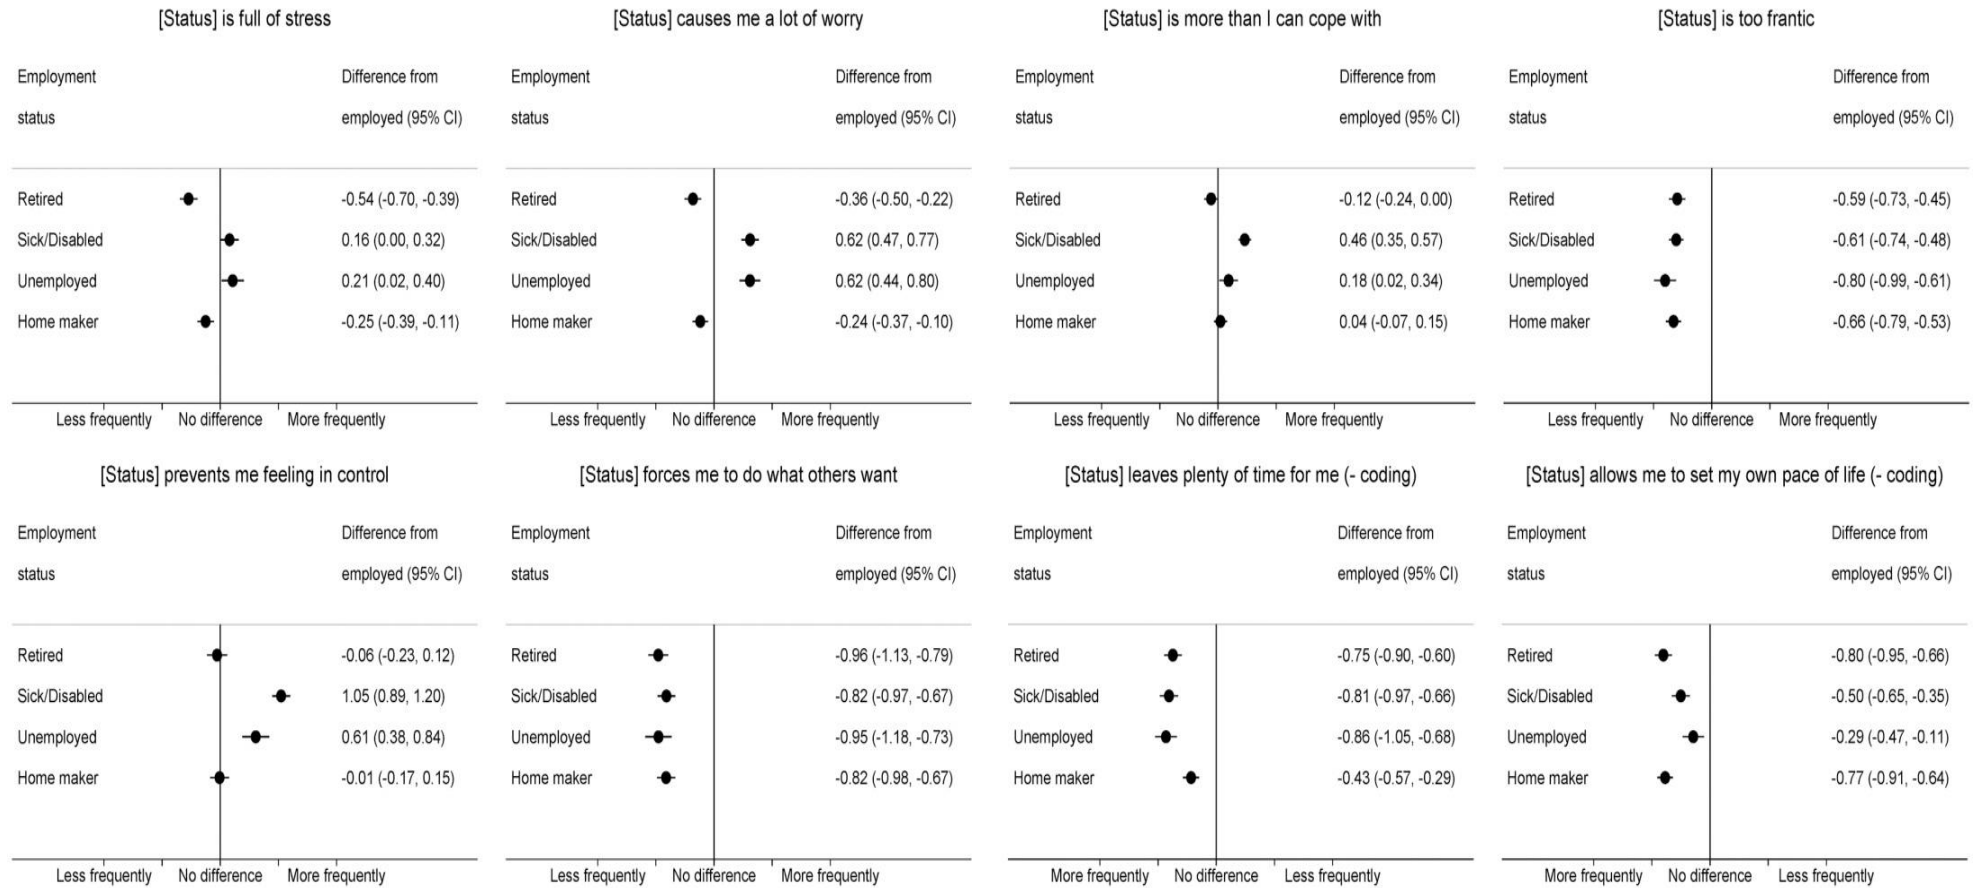 [Status] is full of stress
Employment Difference from
status employed (95% CI)
Retired -0.54 (-0.70, -0.39)
Sick/Disabled 0.16 (0.00, 0.32)
Unemployed 0.21 (0.02, 0.40)
Home maker -0.25 (-0.39, -0.11)
Less frequently No difference More frequently
[Status] causes me a lot of worry
Employment Difference from
status employed (95% CI)
Retired -0.36 (-0.50, -0.22)
Sick/Disabled 0.62 (0.47, 0.77)
Unemployed 0.62 (0.44, 0.80)
Home maker -0.24 (-0.37, -0.10)
Less frequently No difference More frequently
[Status] is more than I can cope with
Employment Difference from
status employed (95% CI)
Retired -0.12 (-0.24, 0.00)
Sick/Disabled 0.46 (0.35, 0.57)
Unemployed 0.18 (0.02, 0.34)
Home maker 0.04 (-0.07, 0.15)
Less frequently No difference More frequently
[Status] is too frantic
Employment Difference from
status employed (95% CI)
Retired -0.59 (-0.73, -0.45)
Sick/Disabled -0.61 (-0.74, -0.48)
Unemployed -0.80 (-0.99, -0.61)
Home maker -0.66 (-0.79, -0.53)
Less frequently No difference More frequently
[Status] prevents me feeling in control
Employment Difference from
status employed (95% CI)
Retired -0.06 (-0.23, 0.12)
Sick/Disabled 1.05 (0.89, 1.20)
Unemployed 0.61 (0.38, 0.84)
Home maker -0.01 (-0.17, 0.15)
Less frequently No difference More frequently
[Status] forces me to do what others want
Employment Difference from
status employed (95% CI)
Retired -0.96 (-1.13, -0.79)
Sick/Disabled -0.82 (-0.97, -0.67)
Unemployed -0.95 (-1.18, -0.73)
Home maker -0.82 (-0.98, -0.67)
Less frequently No difference More frequently
[Status] leaves plenty of time for me (- coding)
Employment Difference from
status employed (95% CI)
Retired -0.75 (-0.90, -0.60)
Sick/Disabled -0.81 (-0.97, -0.66)
Unemployed -0.86 (-1.05, -0.68)
Home maker -0.43 (-0.57, -0.29)
More frequently No difference Less frequently
[Status] allows me to set my own pace of life (- coding)
Employment Difference from
status employed (95% CI)
Retired -0.80 (-0.95, -0.66)
Sick/Disabled -0.50 (-0.65, -0.35)
Unemployed -0.29 (-0.47, -0.11)
Home maker -0.77 (-0.91, -0.64)
More frequently No difference Less frequently